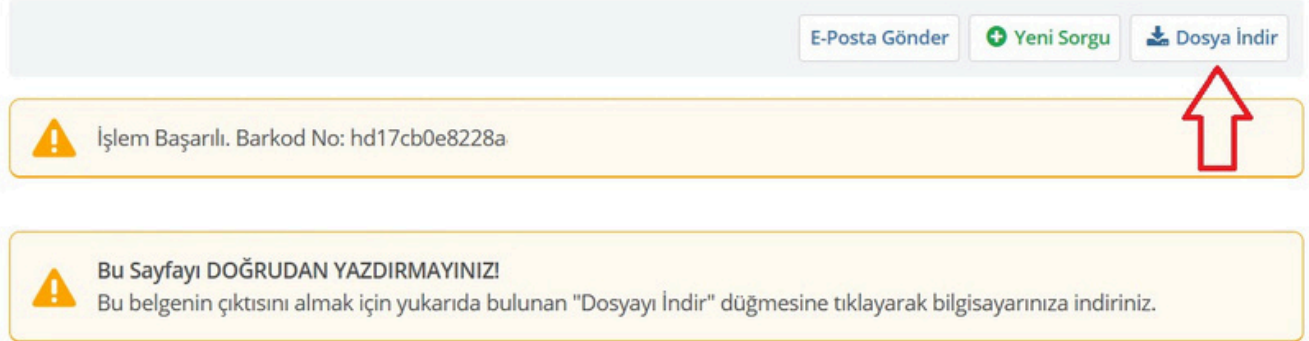 E-Posta Gönder
Yeni Sorgu
Dosya İndir
İşlem Başarılı. Barkod No: hd17cb0e8228a
Bu Sayfayı DOĞRUDAN YAZDIRMAYINIZ!
Bu belgenin çıktısını almak için yukarıda bulunan "Dosyayı İndir" düğmesine tıklayarak bilgisayarınıza indiriniz.